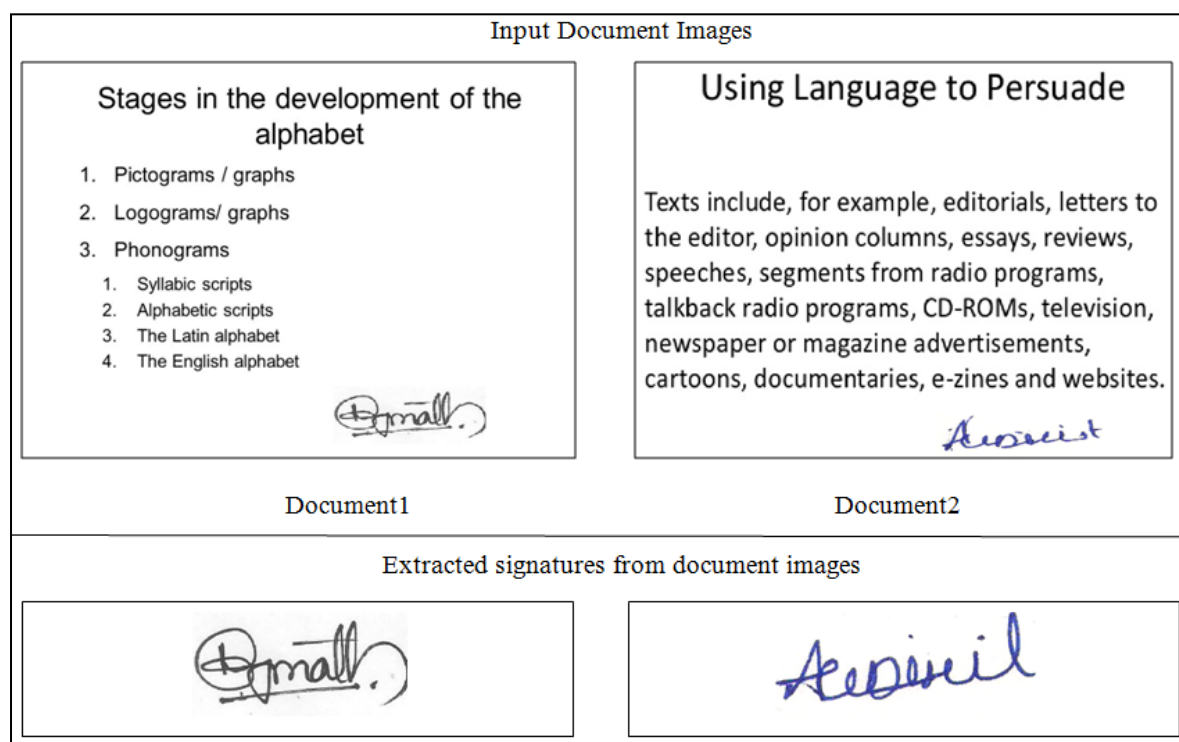 Input Document Images
Stages in the development of the
alphabet
1. Pictograms / graphs
2. Logograms/ graphs
3. Phonograms
1. Syllabic scripts
2. Alphabetic scripts
3. The Latin alphabet
4. The English alphabet
Using Language to Persuade
Texts include, for example, editorials, letters to
the editor, opinion columns, essays, reviews,
speeches, segments from radio programs,
talkback radio programs, CD-ROMs, television,
newspaper or magazine advertisements,
cartoons, documentaries, e-zines and websites.
Document1
Document2
Extracted signatures from document images